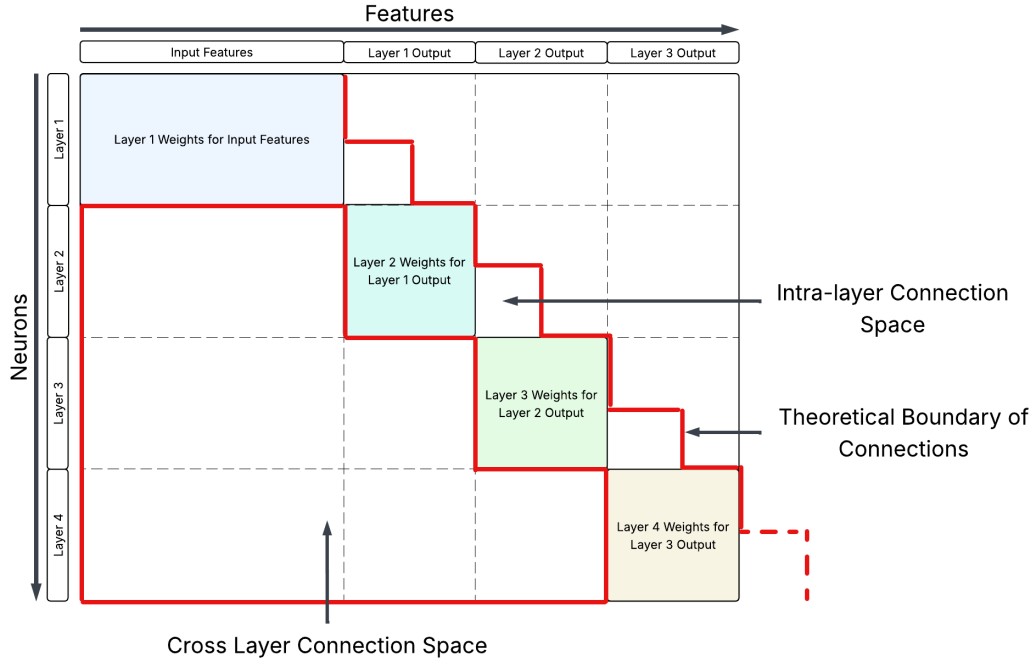 Features
Input Features
Layer 1 Output
Layer 2 Output
Layer 3 Output
Neurons
Layer 1
Layer 1 Weights for Input Features
Layer 2
Layer 2 Weights for
Layer 1 Output
Intra-layer Connection
Space
Layer 3
Layer 3 Weights for
Layer 2 Output
Theoretical Boundary of
Connections
Layer 4
Layer 4 Weights for
Layer 3 Output
Cross Layer Connection Space